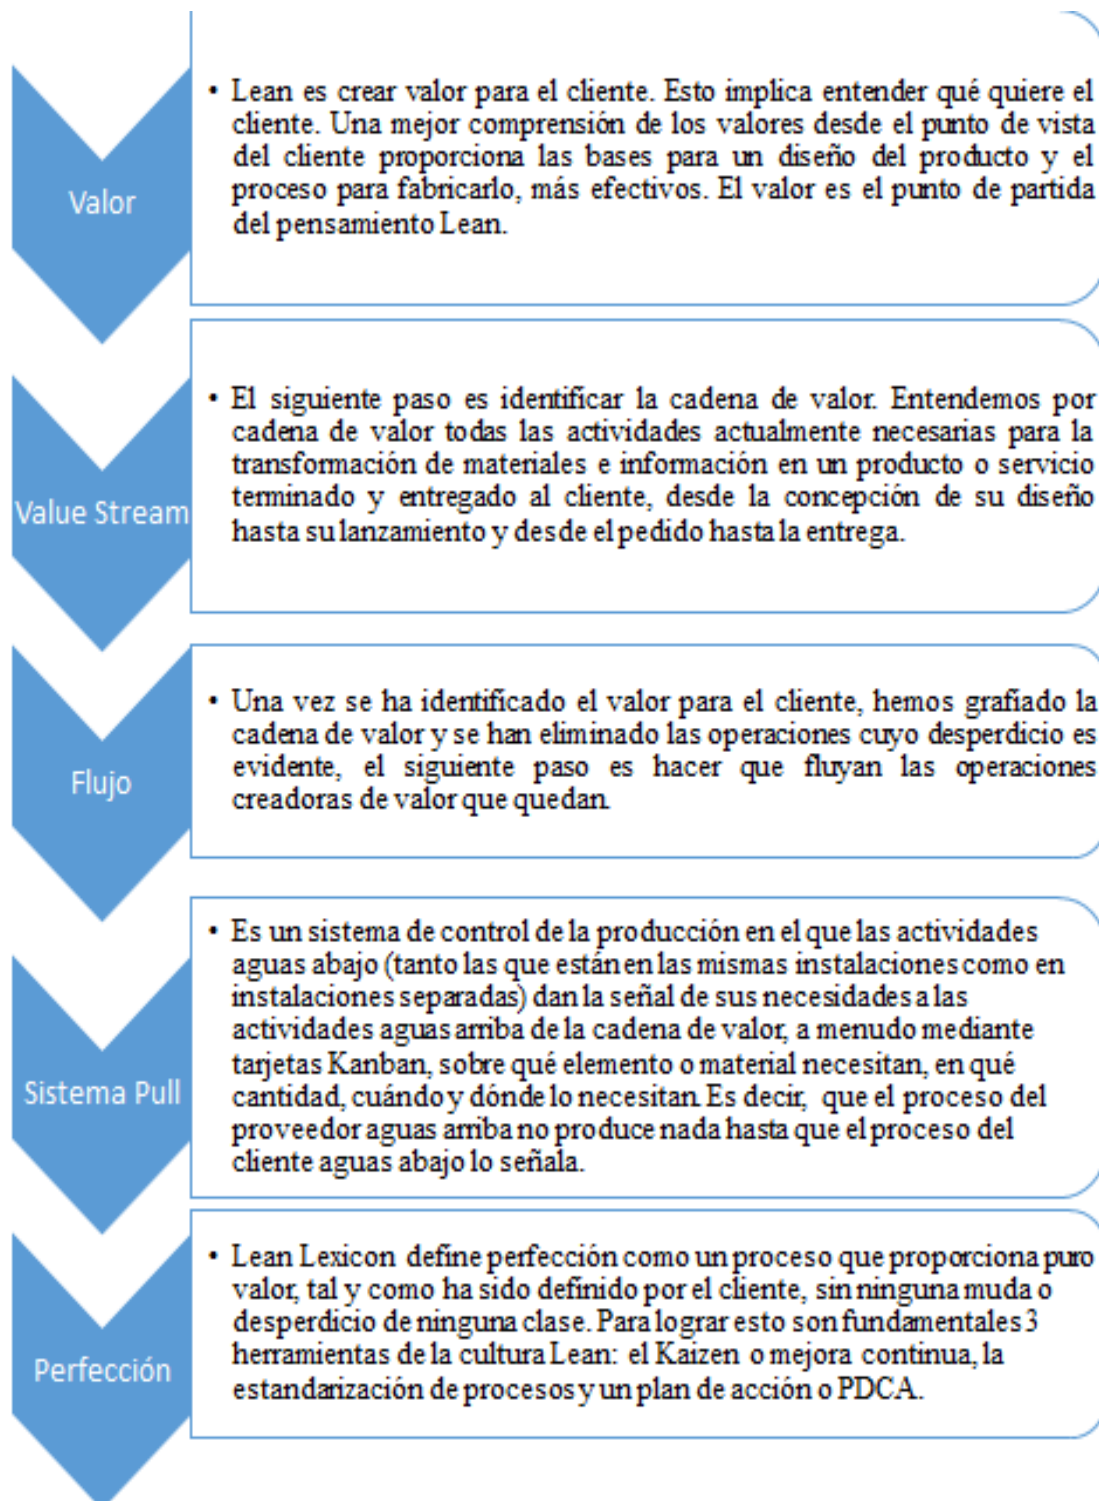 Valor
• Lean es crear valor para el cliente. Esto implica entender qué quiere el
cliente. Una mejor comprensión de los valores desde el punto de vista
del cliente proporciona las bases para un diseño del producto y el
proceso para fabricarlo, más efectivos. El valor es el punto de partida
del pensamiento Lean.
Value Stream
• El siguiente paso es identificar la cadena de valor. Entendemos por
cadena de valor todas las actividades actualmente necesarias para la
transformación de materiales e información en un producto o servicio
terminado y entregado al cliente, desde la concepción de su diseño
hasta su lanzamiento y desde el pedido hasta la entrega.
Flujo
• Una vez se ha identificado el valor para el cliente, hemos grafiado la
cadena de valor y se han eliminado las operaciones cuyo desperdicio es
evidente, el siguiente paso es hacer que fluyan las operaciones
creadoras de valor que quedan.
Sistema Pull
• Es un sistema de control de la producción en el que las actividades
aguas abajo (tanto las que están en las mismas instalaciones como en
instalaciones separadas) dan la señal de sus necesidades a las
actividades aguas arriba de la cadena de valor, a menudo mediante
tarjetas Kanban, sobre qué elemento o material necesitan, en qué
cantidad, cuándo y dónde lo necesitan. Es decir, que el proceso del
proveedor aguas arriba no produce nada hasta que el proceso del
cliente aguas abajo lo señala.
Perfección
• Lean Lexicon define perfección como un proceso que proporciona puro
valor, tal y como ha sido definido por el cliente, sin ninguna muda o
desperdicio de ninguna clase. Para lograr esto son fundamentales 3
herramientas de la cultura Lean: el Kaizen o mejora continua, la
estandarización de procesos y un plan de acción o PDCA.